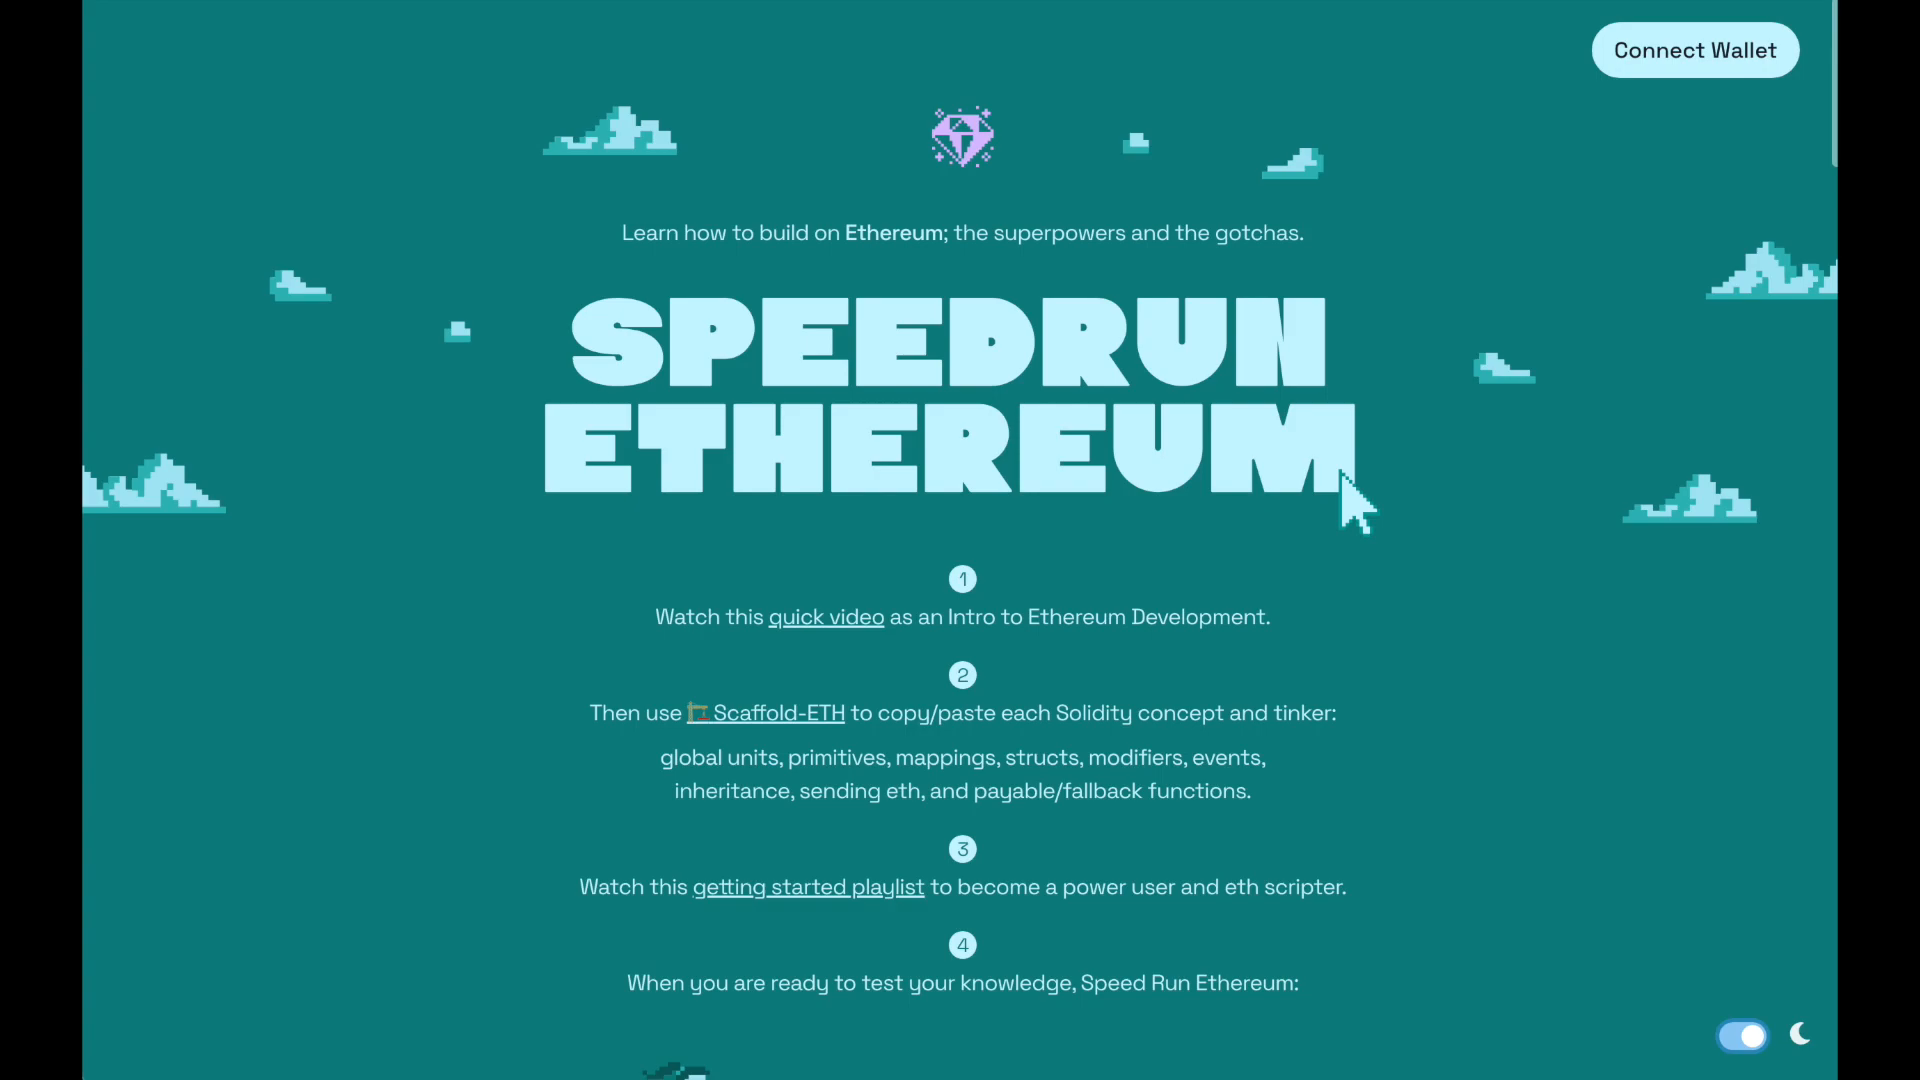 Connect Wallet
Learn how to build on Ethereum; the superpowers and the gotchas.
SPEEDRUN
ETHEREUM
1
Watch this quick video as an Intro to Ethereum Development.
2
Then use 🏗️Scaffold-ETH to copy/paste each Solidity concept and tinker:
global units, primitives, mappings, structs, modifiers, events,
inheritance, sending eth, and payable/fallback functions.
3
Watch this getting started playlist to become a power user and eth scripter.
4
When you are ready to test your knowledge, Speed Run Ethereum: